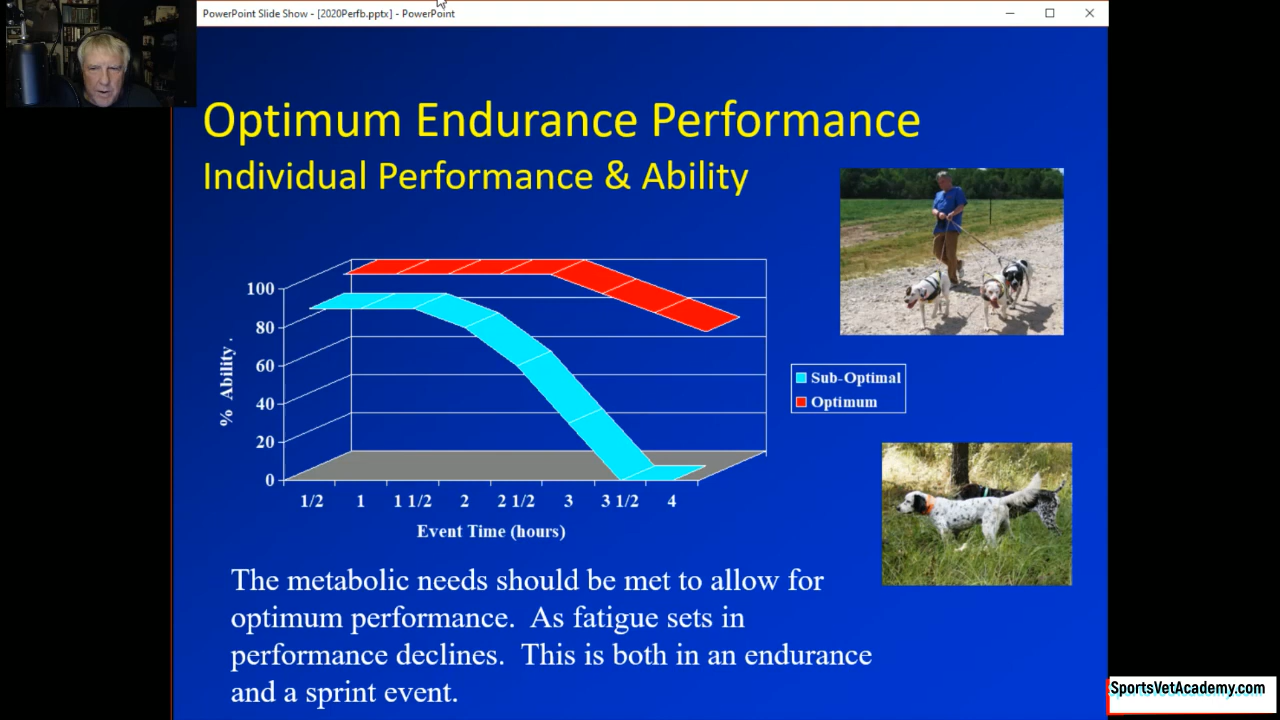 PowerPoint Slide Show - [2020Perfb.pptx] - PowerPoint
Optimum Endurance Performance
Individual Performance & Ability
100
80
60
40
20
0
% Ability .
1/2 1 1 1/2 2 2 1/2 3 3 1/2 4
Event Time (hours)
Sub-Optimal
Optimum
The metabolic needs should be met to allow for
optimum performance. As fatigue sets in
performance declines. This is both in an endurance
and a sprint event.
SportsVetAcademy.com